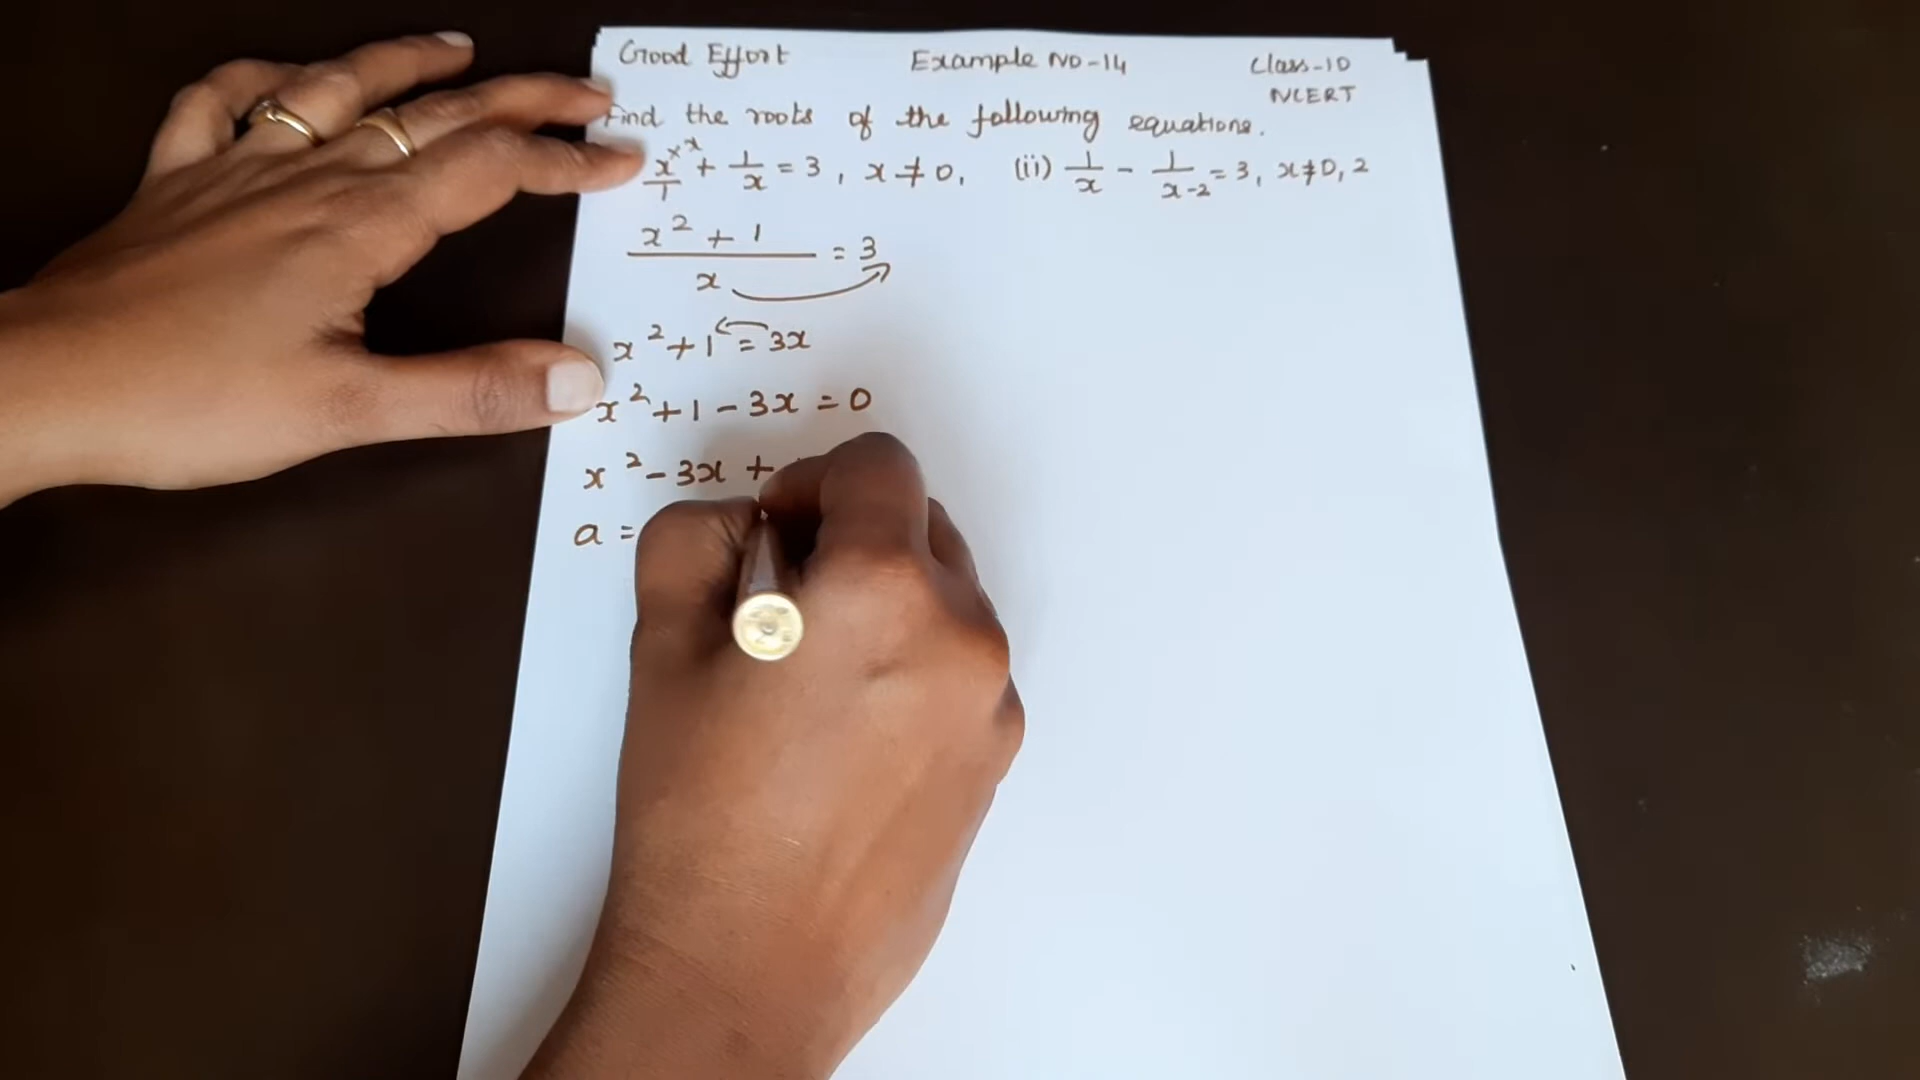 Good Effort Example No-14 Class-10
NCERT
Find the roots of the following equations.
x/1 ˣ ˣ + 1/x = 3, x ≠ 0, (ii) 1/x - 1/x-2 = 3, x≠0, 2
x² + 1 / x = 3
x² + 1 = 3x
x² + 1 - 3x = 0
x² - 3x +
a =